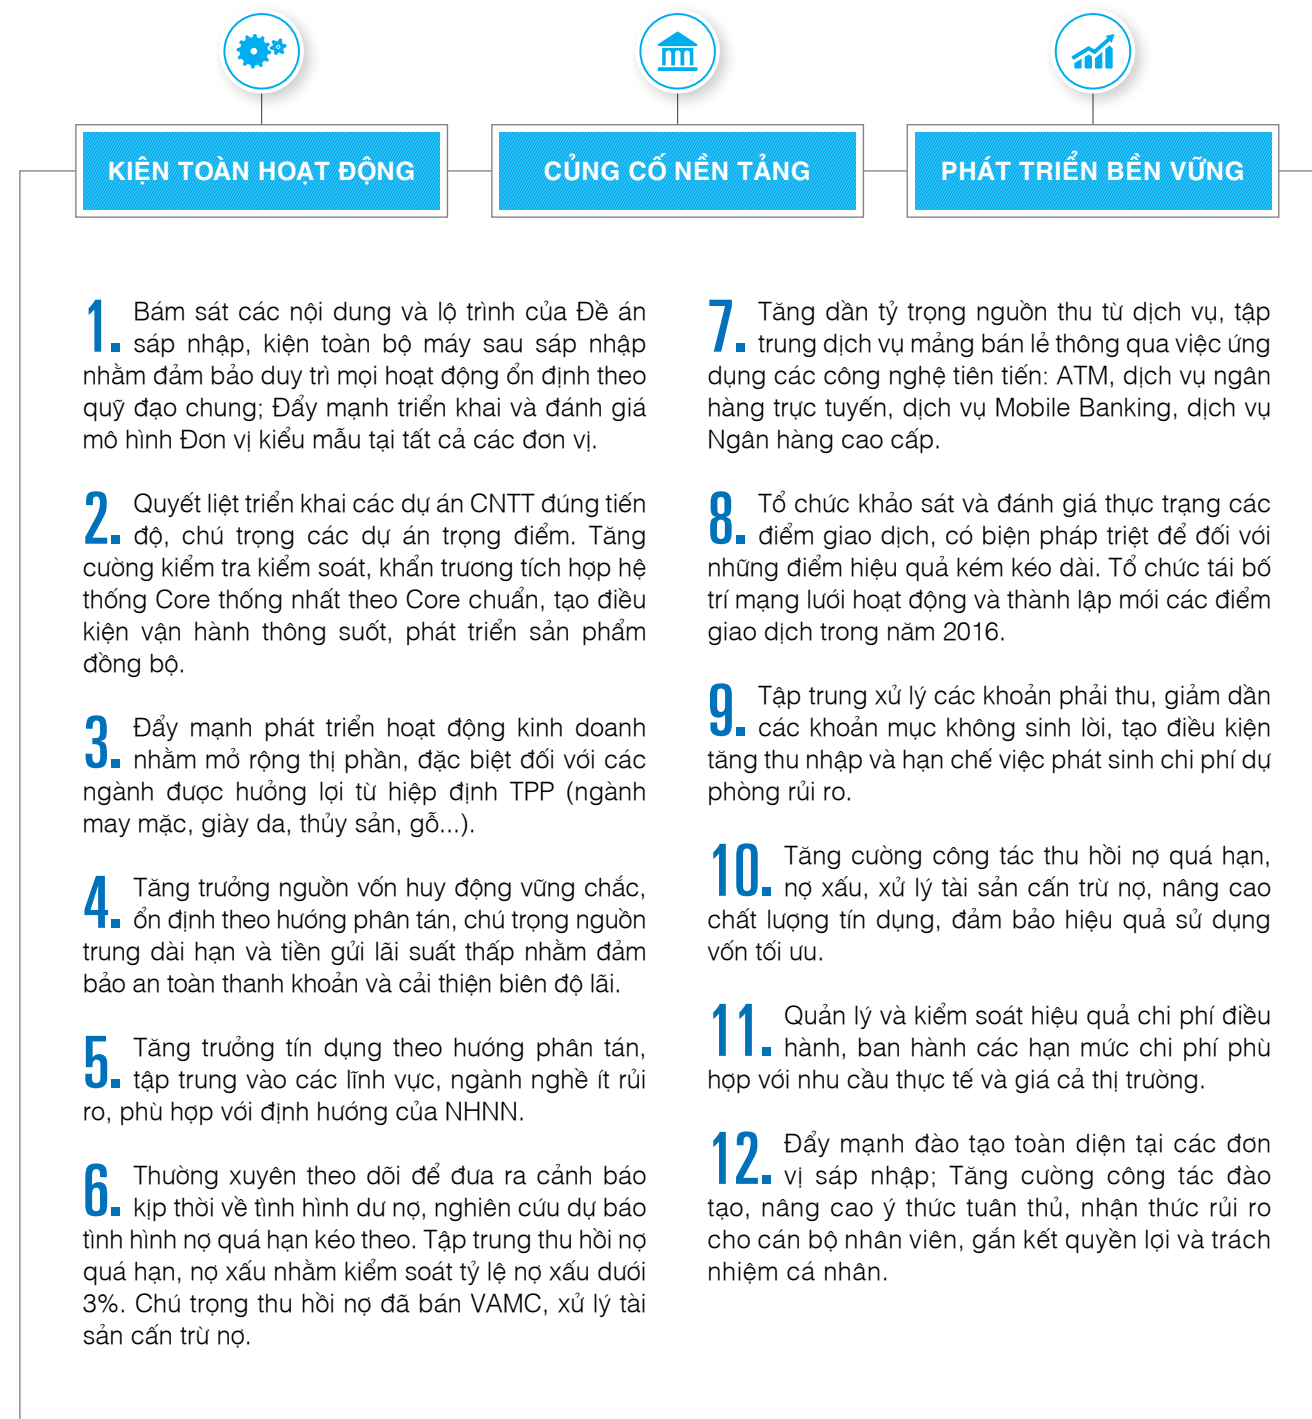 KIỆN TOÀN HOẠT ĐỘNG
CỦNG CỐ NỀN TẢNG
PHÁT TRIỂN BỀN VỮNG
1. Bám sát các nội dung và lộ trình của Đề án
sáp nhập, kiện toàn bộ máy sau sáp nhập
nhằm đảm bảo duy trì mọi hoạt động ổn định theo
quỹ đạo chung; Đẩy mạnh triển khai và đánh giá
mô hình Đơn vị kiểu mẫu tại tất cả các đơn vị.
2. Quyết liệt triển khai các dự án CNTT đúng tiến
độ, chú trọng các dự án trọng điểm. Tăng
cường kiểm tra kiểm soát, khẩn trương tích hợp hệ
thống Core thống nhất theo Core chuẩn, tạo điều
kiện vận hành thông suốt, phát triển sản phẩm
đồng bộ.
3. Đẩy mạnh phát triển hoạt động kinh doanh
nhằm mở rộng thị phần, đặc biệt đối với các
ngành được hưởng lợi từ hiệp định TPP (ngành
may mặc, giày da, thủy sản, gỗ...).
4. Tăng trưởng nguồn vốn huy động vững chắc,
ổn định theo hướng phân tán, chú trọng nguồn
trung dài hạn và tiền gửi lãi suất thấp nhằm đảm
bảo an toàn thanh khoản và cải thiện biên độ lãi.
5. Tăng trưởng tín dụng theo hướng phân tán,
tập trung vào các lĩnh vực, ngành nghề ít rủi
ro, phù hợp với định hướng của NHNN.
6. Thường xuyên theo dõi để đưa ra cảnh báo
kịp thời về tình hình dư nợ, nghiên cứu dự báo
tình hình nợ quá hạn kéo theo. Tập trung thu hồi nợ
quá hạn, nợ xấu nhằm kiểm soát tỷ lệ nợ xấu dưới
3%. Chú trọng thu hồi nợ đã bán VAMC, xử lý tài
sản cấn trừ nợ.
7. Tăng dần tỷ trọng nguồn thu từ dịch vụ, tập
trung dịch vụ mảng bán lẻ thông qua việc ứng
dụng các công nghệ tiên tiến: ATM, dịch vụ ngân
hàng trực tuyến, dịch vụ Mobile Banking, dịch vụ
Ngân hàng cao cấp.
8. Tổ chức khảo sát và đánh giá thực trạng các
điểm giao dịch, có biện pháp triệt để đối với
những điểm hiệu quả kém kéo dài. Tổ chức tái bố
trí mạng lưới hoạt động và thành lập mới các điểm
giao dịch trong năm 2016.
9. Tập trung xử lý các khoản phải thu, giảm dần
các khoản mục không sinh lời, tạo điều kiện
tăng thu nhập và hạn chế việc phát sinh chi phí dự
phòng rủi ro.
10. Tăng cường công tác thu hồi nợ quá hạn,
nợ xấu, xử lý tài sản cấn trừ nợ, nâng cao
chất lượng tín dụng, đảm bảo hiệu quả sử dụng
vốn tối ưu.
11. Quản lý và kiểm soát hiệu quả chi phí điều
hành, ban hành các hạn mức chi phí phù
hợp với nhu cầu thực tế và giá cả thị trường.
12. Đẩy mạnh đào tạo toàn diện tại các đơn
vị sáp nhập; Tăng cường công tác đào
tạo, nâng cao ý thức tuân thủ, nhận thức rủi ro
cho cán bộ nhân viên, gắn kết quyền lợi và trách
nhiệm cá nhân.